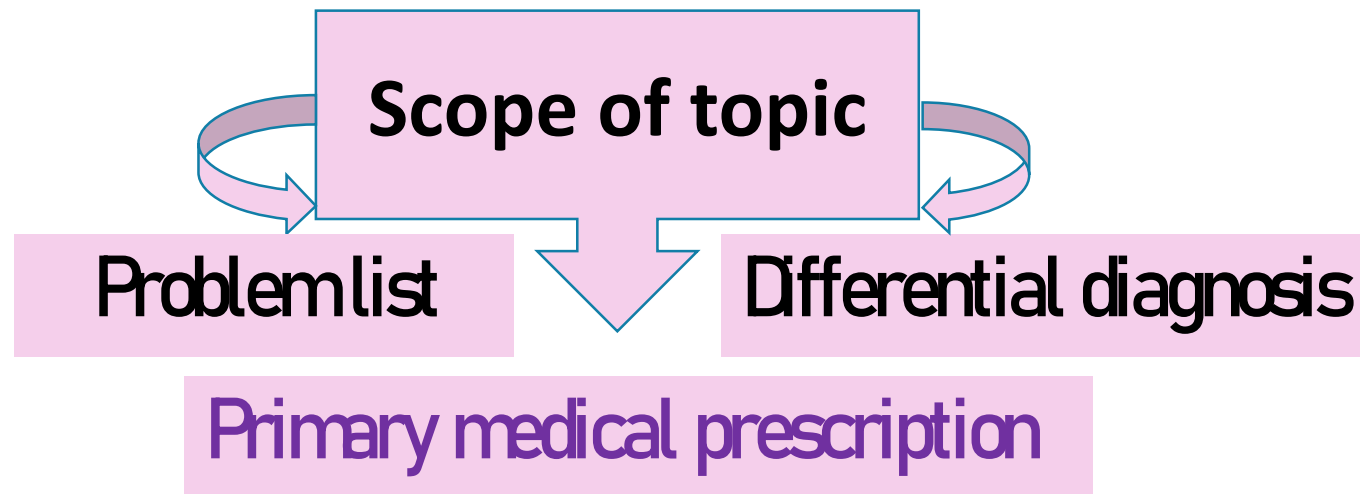 Scope of topic
Problem list
Differential diagnosis
Primary medical prescription